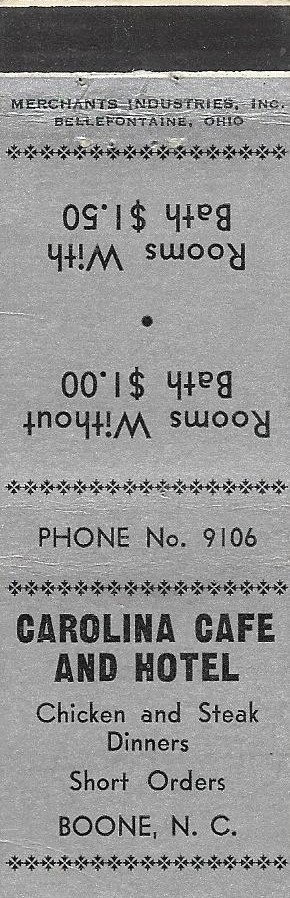 MERCHANTS INDUSTRIES, INC.
BELLEFONTAINE, OHIO
Rooms Without
Bath $1.00
•
Rooms With
Bath $1.50
PHONE No. 9106
CAROLINA CAFE
AND HOTEL
Chicken and Steak
Dinners
Short Orders
BOONE, N. C.